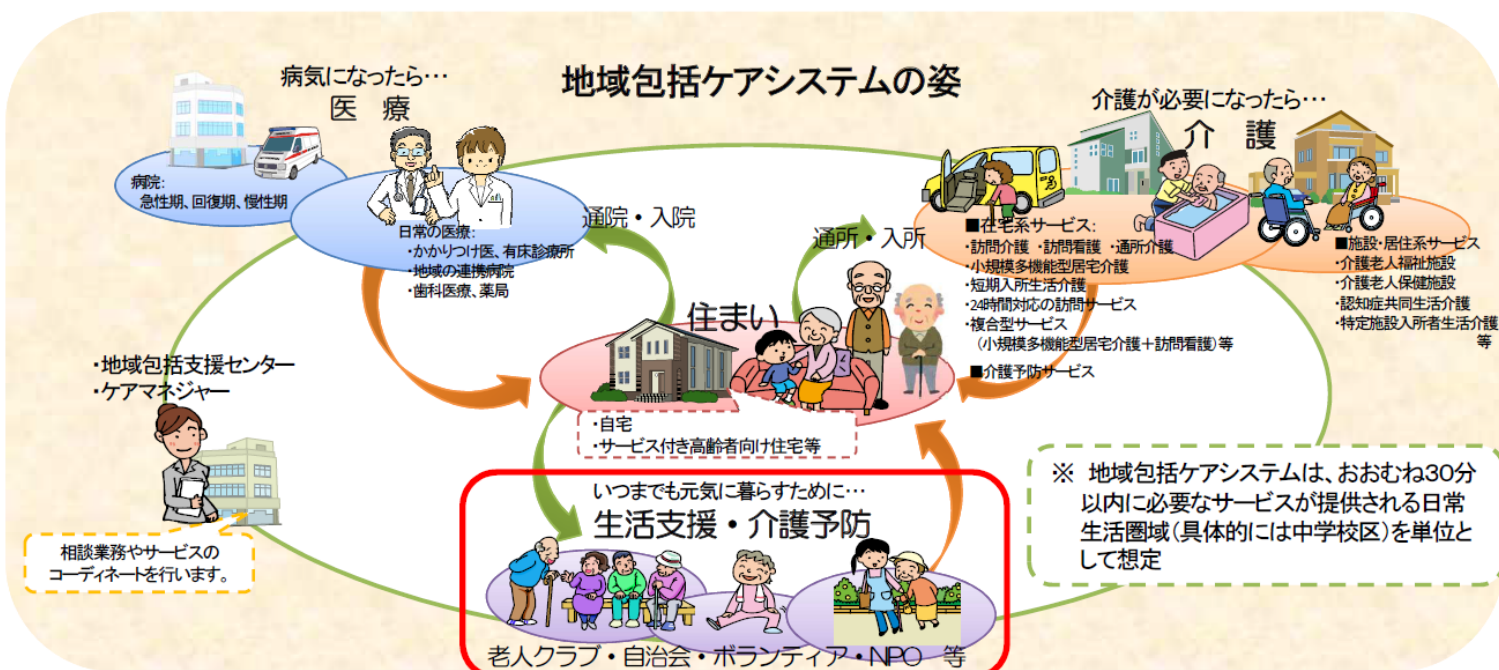 地域包括ケアシステムの姿
病気になったら…
医 療
病院:
急性期、回復期、慢性期
日常の医療:
・かかりつけ医、有床診療所
・地域の連携病院
・歯科医療、薬局
通院・入院
通所・入所
介護が必要になったら…
介 護
■在宅系サービス:
・訪問介護 ・訪問看護 ・通所介護
・小規模多機能型居宅介護
・短期入所生活介護
・24時間対応の訪問サービス
・複合型サービス
(小規模多機能型居宅介護+訪問看護)等
■介護予防サービス
■施設・居住系サービス
・介護老人福祉施設
・介護老人保健施設
・認知症共同生活介護
・特定施設入所者生活介護
等
住まい
・自宅
・サービス付き高齢者向け住宅等
・地域包括支援センター
・ケアマネジャー
相談業務やサービスの
コーディネートを行います。
いつまでも元気に暮らすために…
生活支援・介護予防
老人クラブ・自治会・ボランティア・NPO 等
※ 地域包括ケアシステムは、おおむね30分
以内に必要なサービスが提供される日常
生活圏域(具体的には中学校区)を単位と
して想定